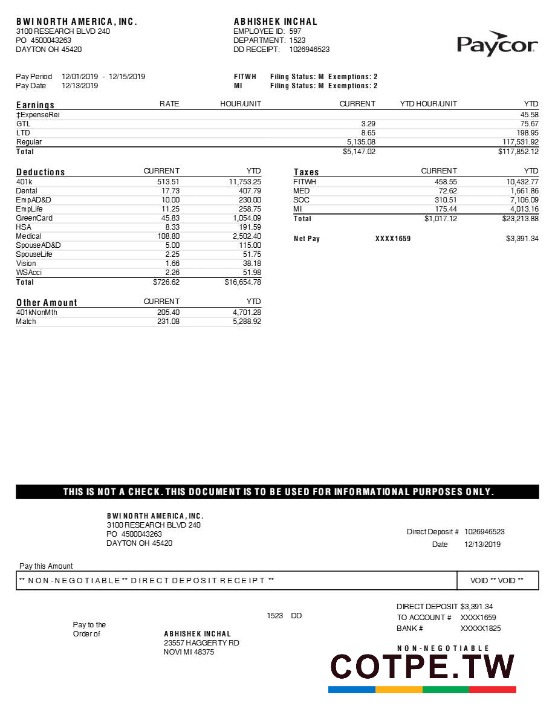 BWI NORTH AMERICA, INC.
3100 RESEARCH BLVD 240
PO 4500043263
DAYTON OH 45420
ABHISHEK INCHAL
EMPLOYEE ID. 597
DEPARTMENT: 1523
DD RECEIPT: 1026946523
Paycor
Pay Period 12/01/2019 - 12/15/2019
Pay Date 12/13/2019
FITWH Filing Status: M Exemptions: 2
MI Filing Status: M Exemptions: 2
Earnings RATE HOUR/UNIT CURRENT YTD HOUR/UNIT YTD
‡ExpenseRei 45.58
GTL 3.29 75.67
LTD 8.65 198.95
Regular 5,135.08 117,531.92
Total $5,147.02 $117,852.12
Deductions CURRENT YTD
401k 513.51 11,753.25
Dental 17.73 407.79
EmpAD&D 10.00 230.00
EmpLife 11.25 258.75
GreenCard 45.83 1,054.09
HSA 8.33 191.59
Medical 108.80 2,502.40
SpouseAD&D 5.00 115.00
SpouseLife 2.25 51.75
Vision 1.66 38.18
WSAcci 2.26 51.98
Total $726.62 $16,654.78
Taxes CURRENT YTD
FITWH 458.55 10,432.77
MED 72.62 1,661.86
SOC 310.51 7,106.09
MI 175.44 4,013.16
Total $1,017.12 $23,213.88
Net Pay XXXX1659 $3,391.34
Other Amount CURRENT YTD
401kNonMth 205.40 4,701.28
Match 231.08 5,288.92
THIS IS NOT A CHECK. THIS DOCUMENT IS TO BE USED FOR INFORMATIONAL PURPOSES ONLY.
BWI NORTH AMERICA, INC.
3100 RESEARCH BLVD 240
PO 4500043263
DAYTON OH 45420
Direct Deposit # 1026946523
Date 12/13/2019
Pay this Amount
** NON-NEGOTIABLE ** DIRECT DEPOSIT RECEIPT **
VOID ** VOID **
1523 DD
Pay to the
Order of
ABHISHEK INCHAL
23557 HAGGERTY RD
NOVI MI 48375
DIRECT DEPOSIT $3,391.34
TO ACCOUNT # XXXX1659
BANK # XXXXX1825
NON-NEGOTIABLE
COTPE.TW